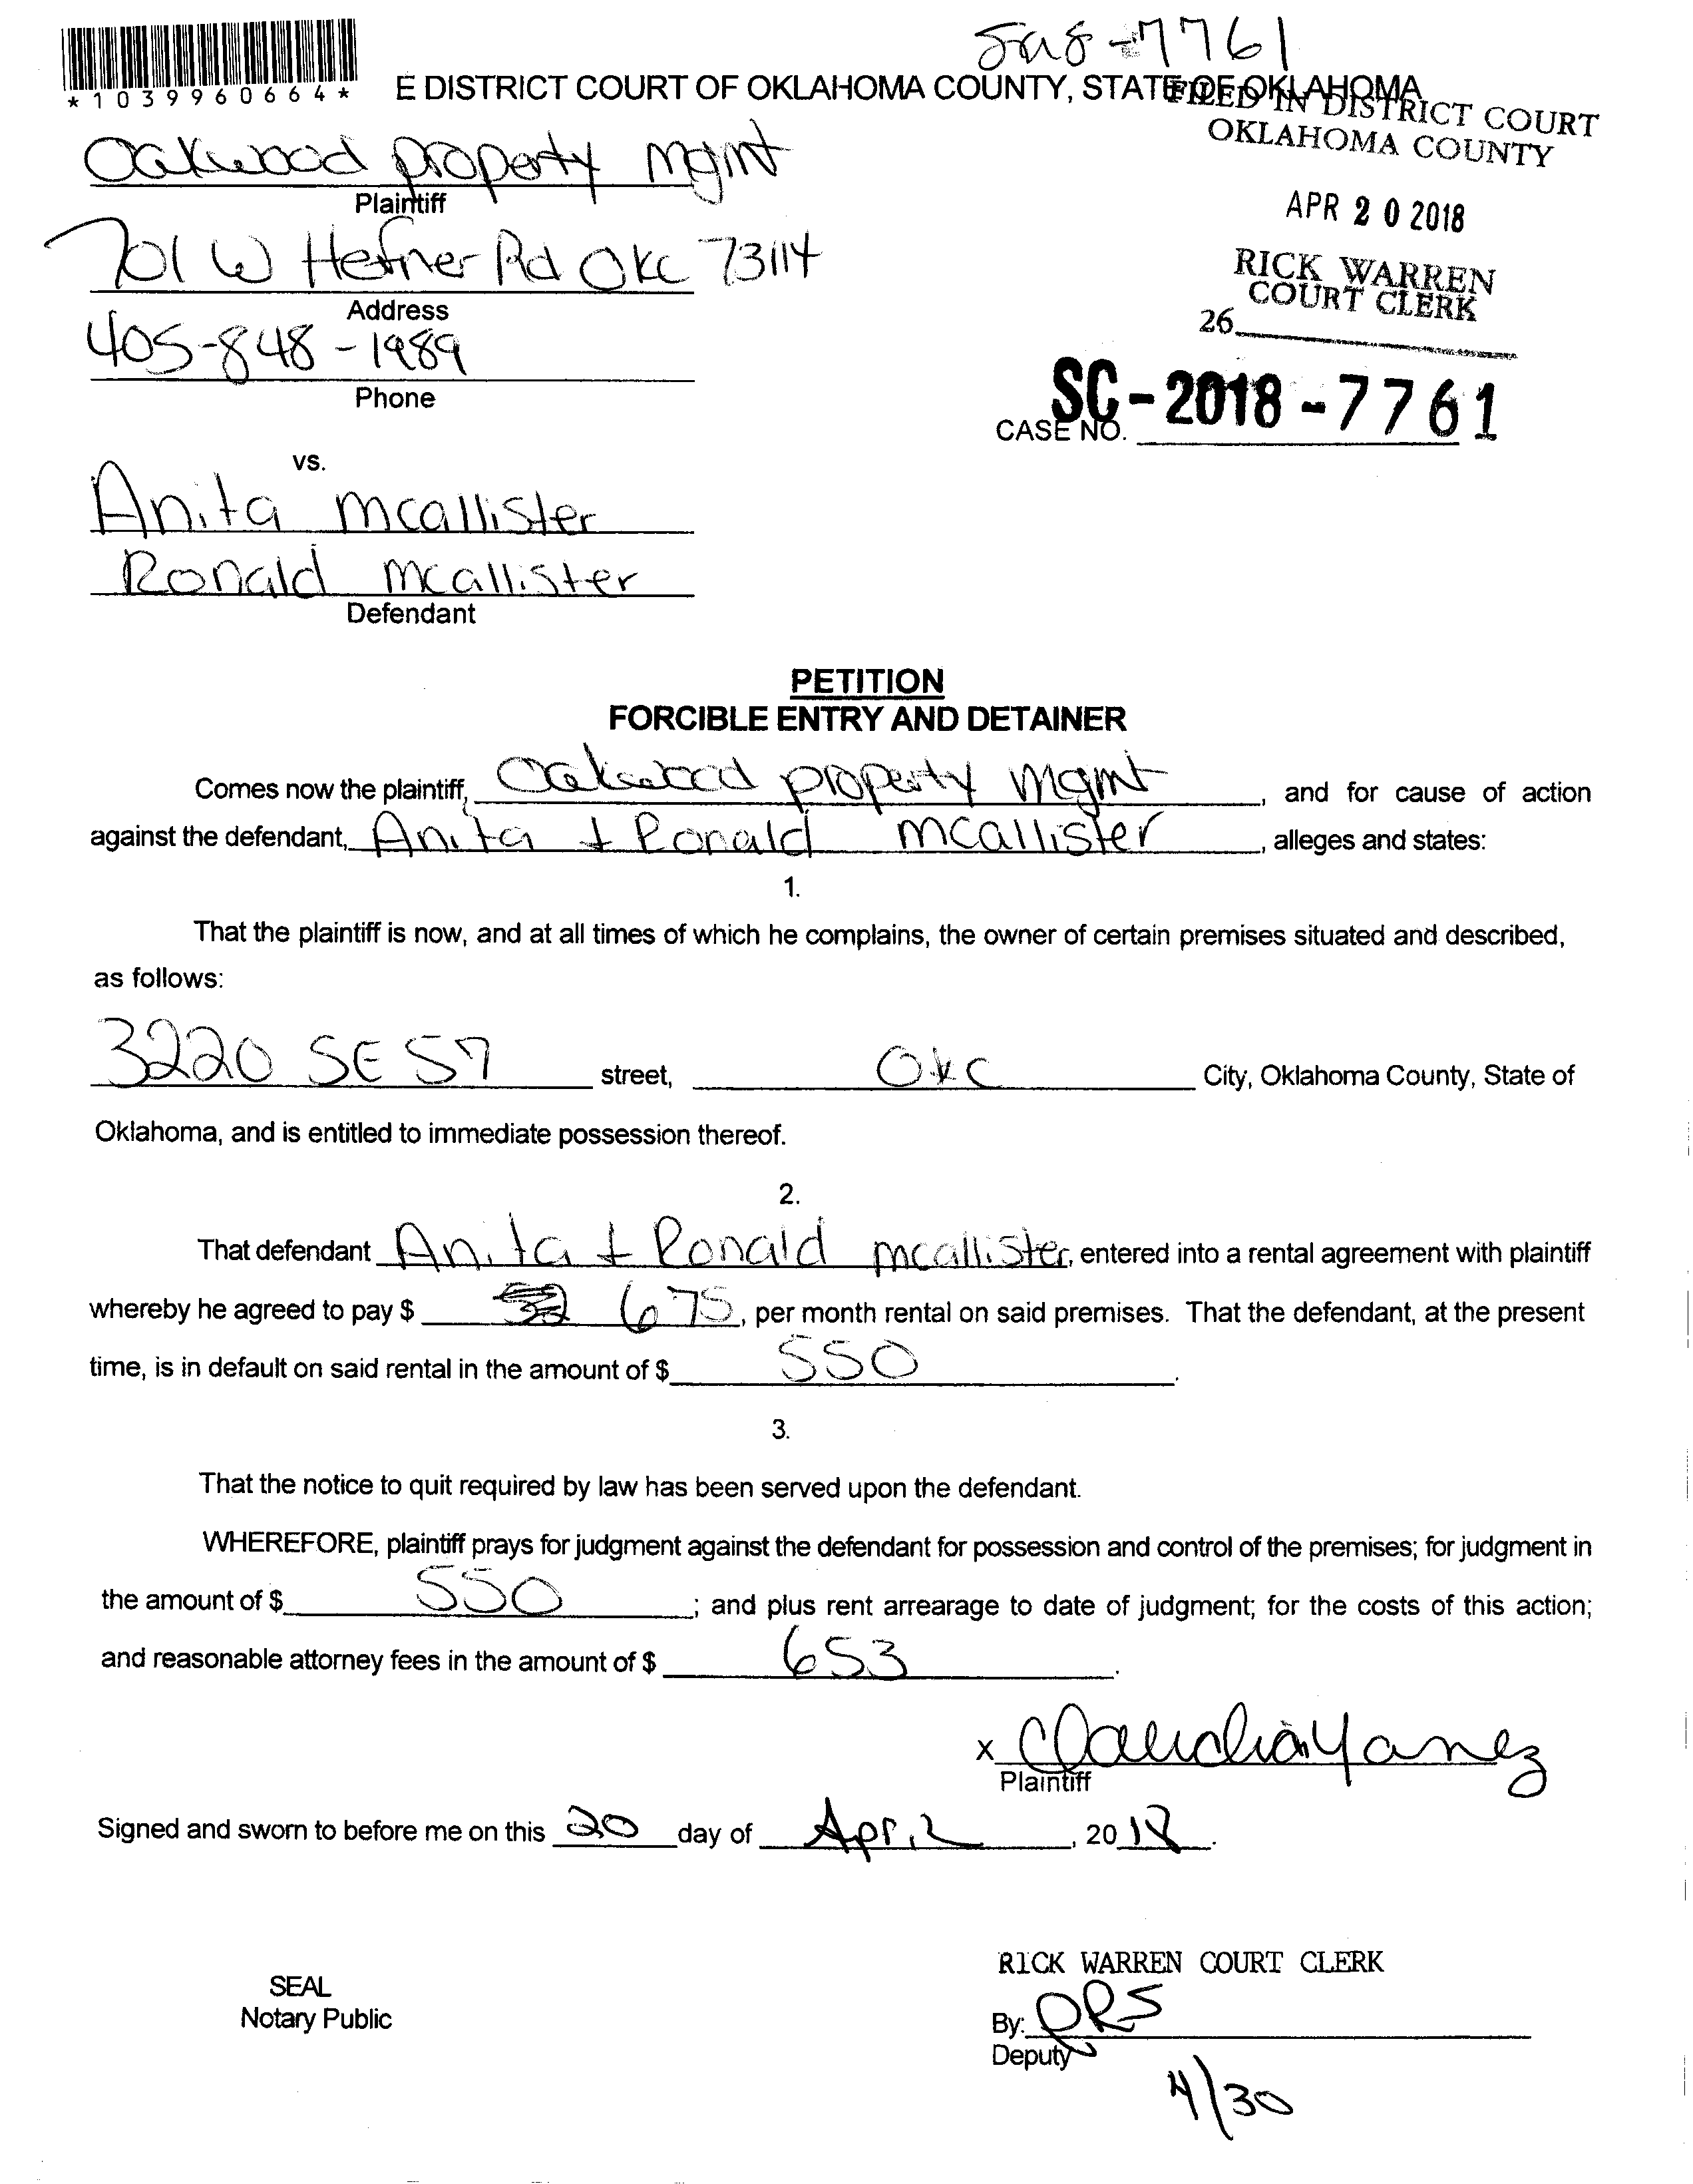 -7761
*1039960664*
E DISTRICT COURT OF OKLAHOMA COUNTY, STATE OF OKLAHOMA
FILED IN DISTRICT COURT
OKLAHOMA COUNTY
Oakwood property mgmt
Plaintiff
APR 20 2018
701 W Hefner Rd Okc 73114
Address
RICK WARREN
COURT CLERK
26
405-848-1989
Phone
CASE NO. SC-2018-7761
vs.
Anita mcallister
Ronald mcallister
Defendant
PETITION
FORCIBLE ENTRY AND DETAINER
Comes now the plaintiff, Oakwood property mgmt, and for cause of action
against the defendant, Anita + Ronald mcallister, alleges and states:
1.
That the plaintiff is now, and at all times of which he complains, the owner of certain premises situated and described,
as follows:
3220 SE 57 street, Okc City, Oklahoma County, State of
Oklahoma, and is entitled to immediate possession thereof.
2.
That defendant Anita + Ronald mcallister, entered into a rental agreement with plaintiff
whereby he agreed to pay $ 675, per month rental on said premises. That the defendant, at the present
time, is in default on said rental in the amount of $ 550.
3.
That the notice to quit required by law has been served upon the defendant.
WHEREFORE, plaintiff prays for judgment against the defendant for possession and control of the premises; for judgment in
the amount of $ 550; and plus rent arrearage to date of judgment; for the costs of this action;
and reasonable attorney fees in the amount of $ 653.
x Claudia Yanez
Plaintiff
Signed and sworn to before me on this 20 day of April, 2018.
RICK WARREN COURT CLERK
SEAL
Notary Public
By:
Deputy
4/30